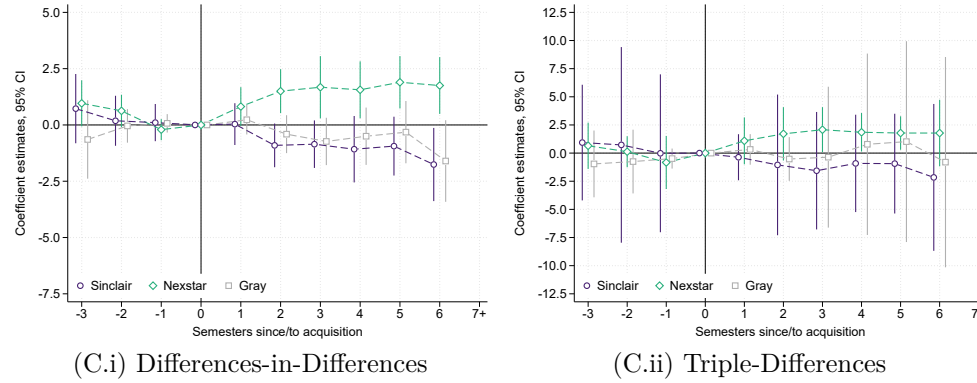 5.0
2.5
0.0
-2.5
-5.0
-7.5
Coefficient estimates, 95% CI
Sinclair Nexstar Gray
-3 -2 -1 0 1 2 3 4 5 6 7+
Semesters since/to acquisition
(C.i) Differences-in-Differences
12.5
10.0
7.5
5.0
2.5
0.0
-2.5
-5.0
-7.5
-10.0
-12.5
Coefficient estimates, 95% CI
Sinclair Nexstar Gray
-3 -2 -1 0 1 2 3 4 5 6 7
Semesters since/to acquisition
(C.ii) Triple-Differences